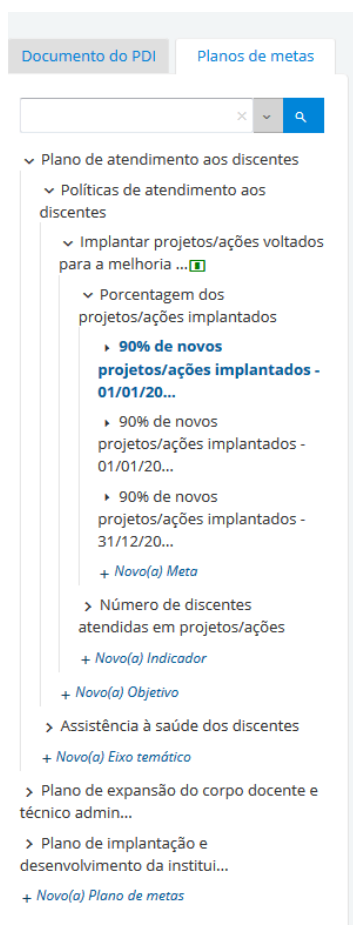 Documento do PDI
Planos de metas
Plano de atendimento aos discentes
Políticas de atendimento aos
discentes
Implantar projetos/ações voltados
para a melhoria ...
Porcentagem dos
projetos/ações implantados
90% de novos
projetos/ações implantados -
01/01/20...
90% de novos
projetos/ações implantados -
01/01/20...
90% de novos
projetos/ações implantados -
31/12/20...
+ Novo(a) Meta
Número de discentes
atendidas em projetos/ações
+ Novo(a) Indicador
+ Novo(a) Objetivo
Assistência à saúde dos discentes
+ Novo(a) Eixo temático
Plano de expansão do corpo docente e
técnico admin...
Plano de implantação e
desenvolvimento da institui...
+ Novo(a) Plano de metas